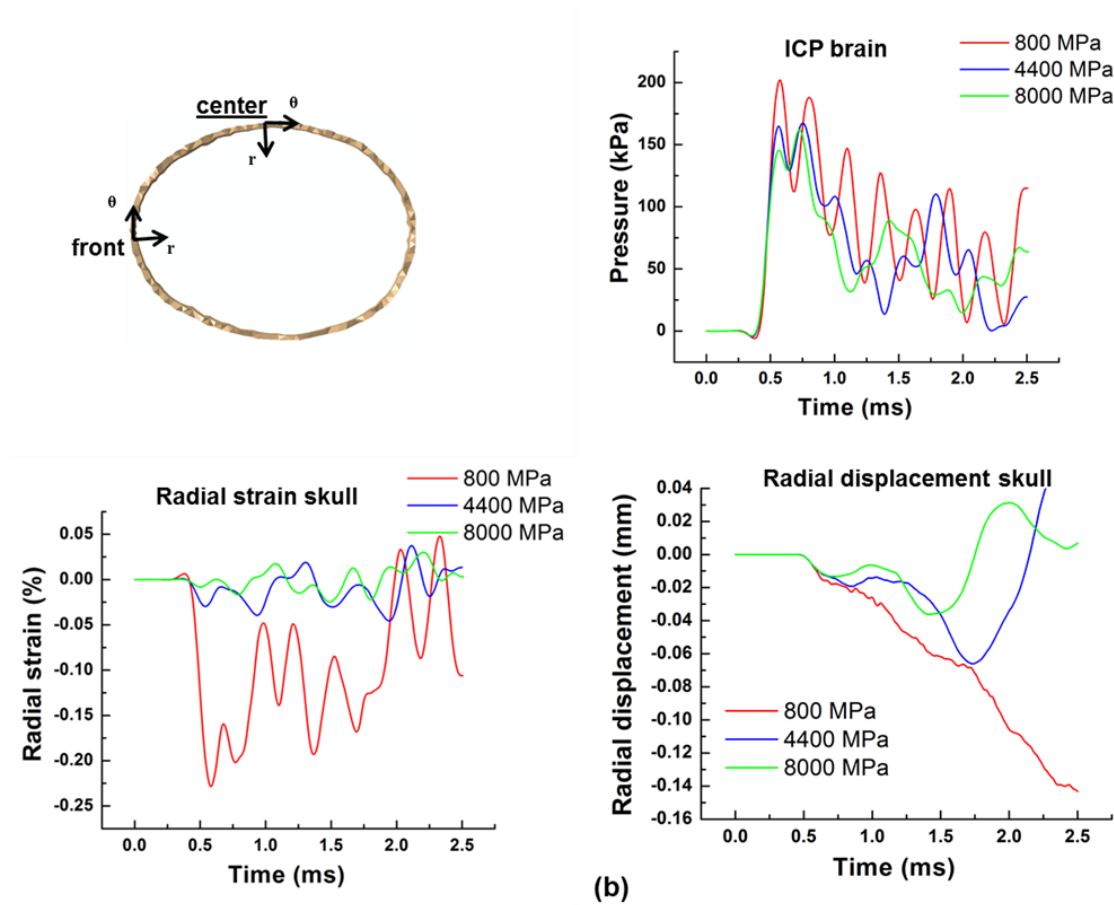 center
θ
r
θ
front
r
ICP brain
800 MPa
4400 MPa
8000 MPa
Pressure (kPa)
200
150
100
50
0
0.0 0.5 1.0 1.5 2.0 2.5
Time (ms)
Radial strain skull
800 MPa
4400 MPa
8000 MPa
Radial strain (%)
0.05
0.00
-0.05
-0.10
-0.15
-0.20
-0.25
0.0 0.5 1.0 1.5 2.0 2.5
Time (ms)
Radial displacement skull
Radial displacement (mm)
0.04
0.02
0.00
-0.02
-0.04
-0.06
-0.08
-0.10
-0.12
-0.14
-0.16
800 MPa
4400 MPa
8000 MPa
0.0 0.5 1.0 1.5 2.0 2.5
Time (ms)
(b)